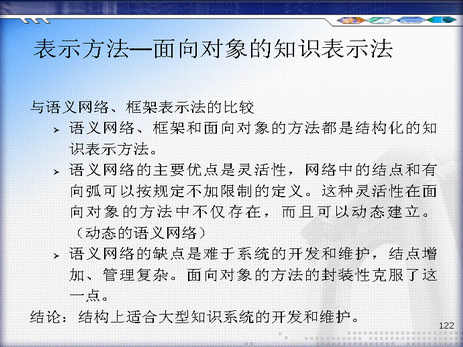 表示方法—面向对象的知识表示法
与语义网络、框架表示法的比较
➢ 语义网络、框架和面向对象的方法都是结构化的知
识表示方法。
➢ 语义网络的主要优点是灵活性，网络中的结点和有
向弧可以按规定不加限制的定义。这种灵活性在面
向对象的方法中不仅存在，而且可以动态建立。
（动态的语义网络）
➢ 语义网络的缺点是难于系统的开发和维护，结点增
加、管理复杂。面向对象的方法的封装性克服了这
一点。
结论：结构上适合大型知识系统的开发和维护。
122